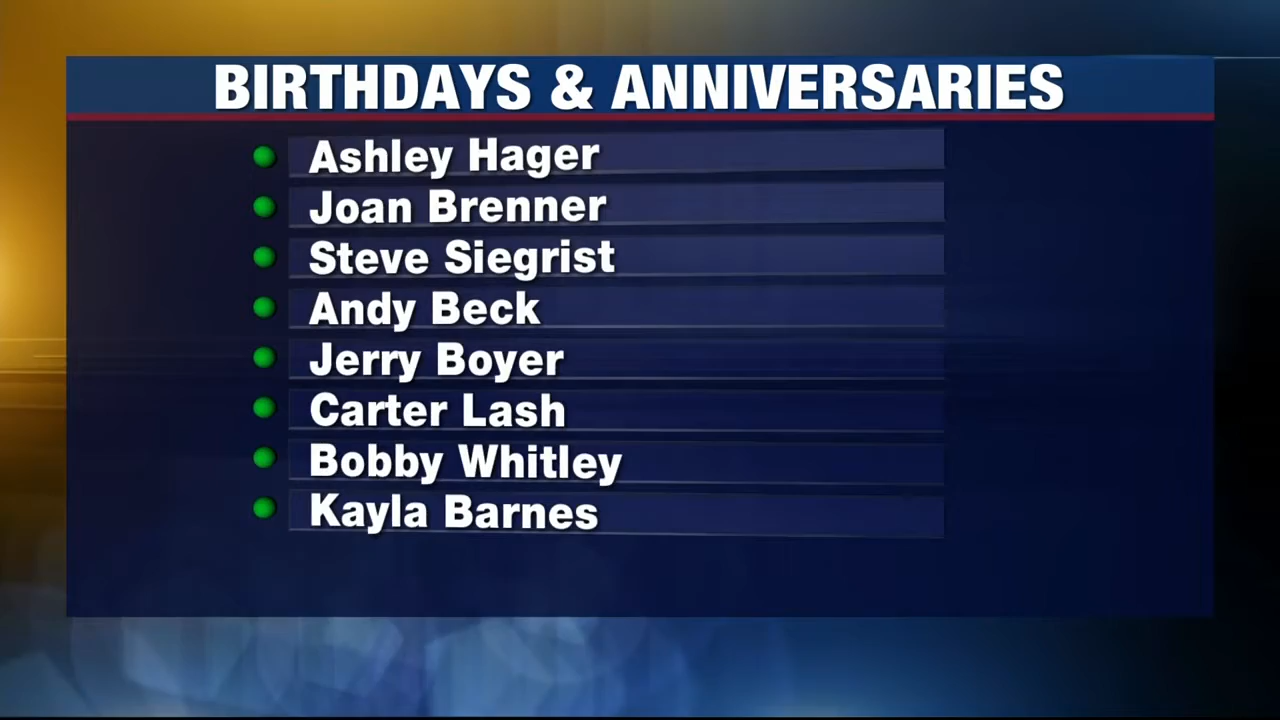 BIRTHDAYS & ANNIVERSARIES
Ashley Hager
Joan Brenner
Steve Siegrist
Andy Beck
Jerry Boyer
Carter Lash
Bobby Whitley
Kayla Barnes